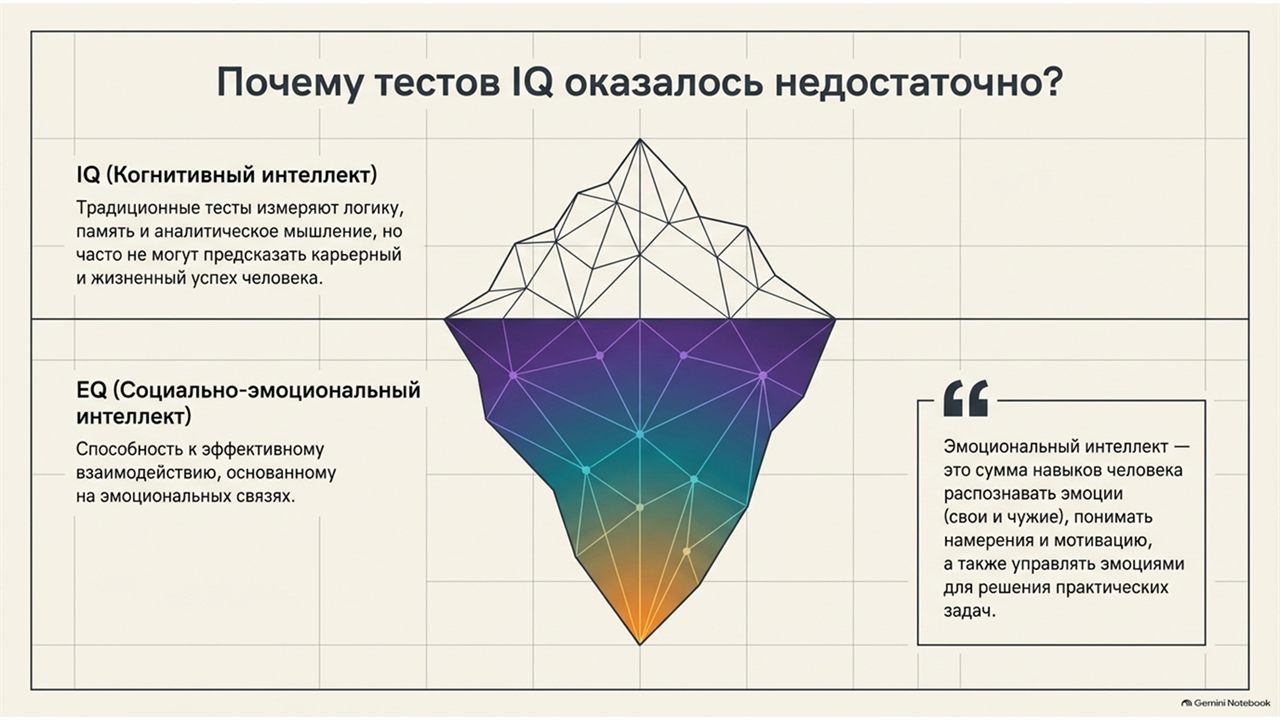 Почему тестов IQ оказалось недостаточно?
IQ (Когнитивный интеллект)
Традиционные тесты измеряют логику,
память и аналитическое мышление, но
часто не могут предсказать карьерный
и жизненный успех человека.
EQ (Социально-эмоциональный
интеллект)
Способность к эффективному
взаимодействию, основанному
на эмоциональных связях.
“
Эмоциональный интеллект —
это сумма навыков человека
распознавать эмоции
(свои и чужие), понимать
намерения и мотивацию,
а также управлять эмоциями
для решения практических
задач.
Gemini Notebook